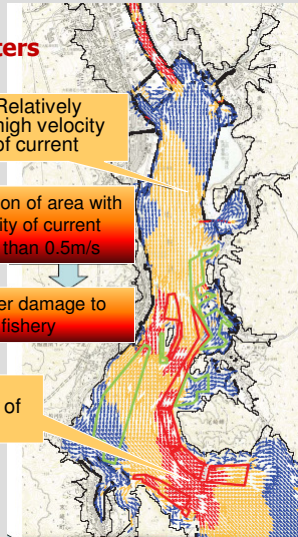 ters
Relatively
high velocity
of current
on of area with
ity of current
than 0.5m/s
er damage to
fishery
of